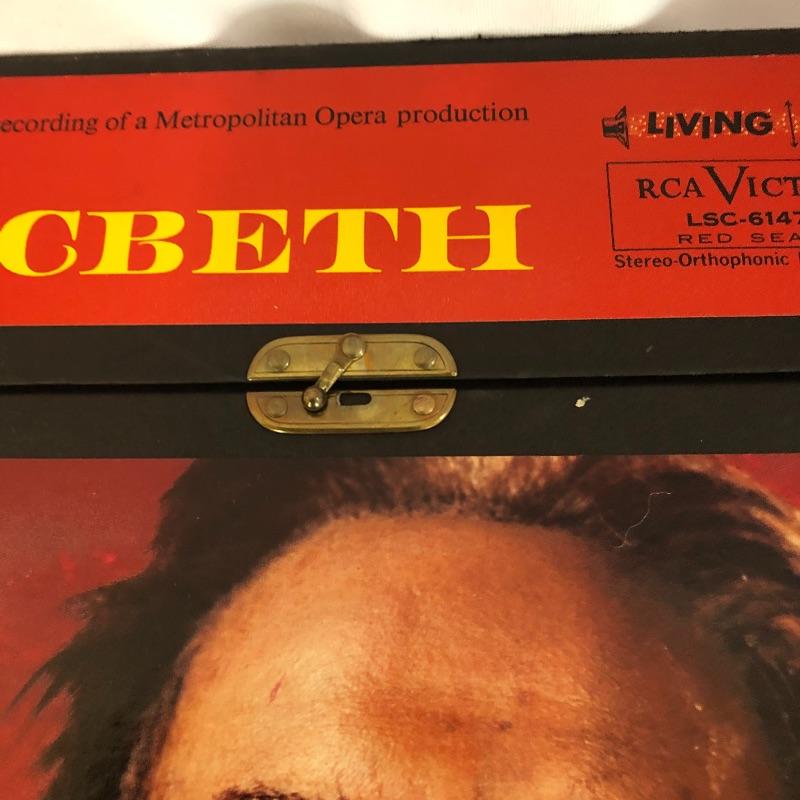 ecording of a Metropolitan Opera production
CBETH
LIVING
RCA VICT
LSC-6147
RED SEA
Stereo-Orthophonic